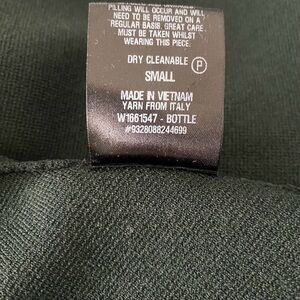 PILLING WILL OCCUR AND WILL
NEED TO BE REMOVED ON A
REGULAR BASIS. GREAT CARE
MUST BE TAKEN WHILST
WEARING THIS PIECE.
DRY CLEANABLE P
SMALL
MADE IN VIETNAM
YARN FROM ITALY
W1661547 - BOTTLE
#9328088244699